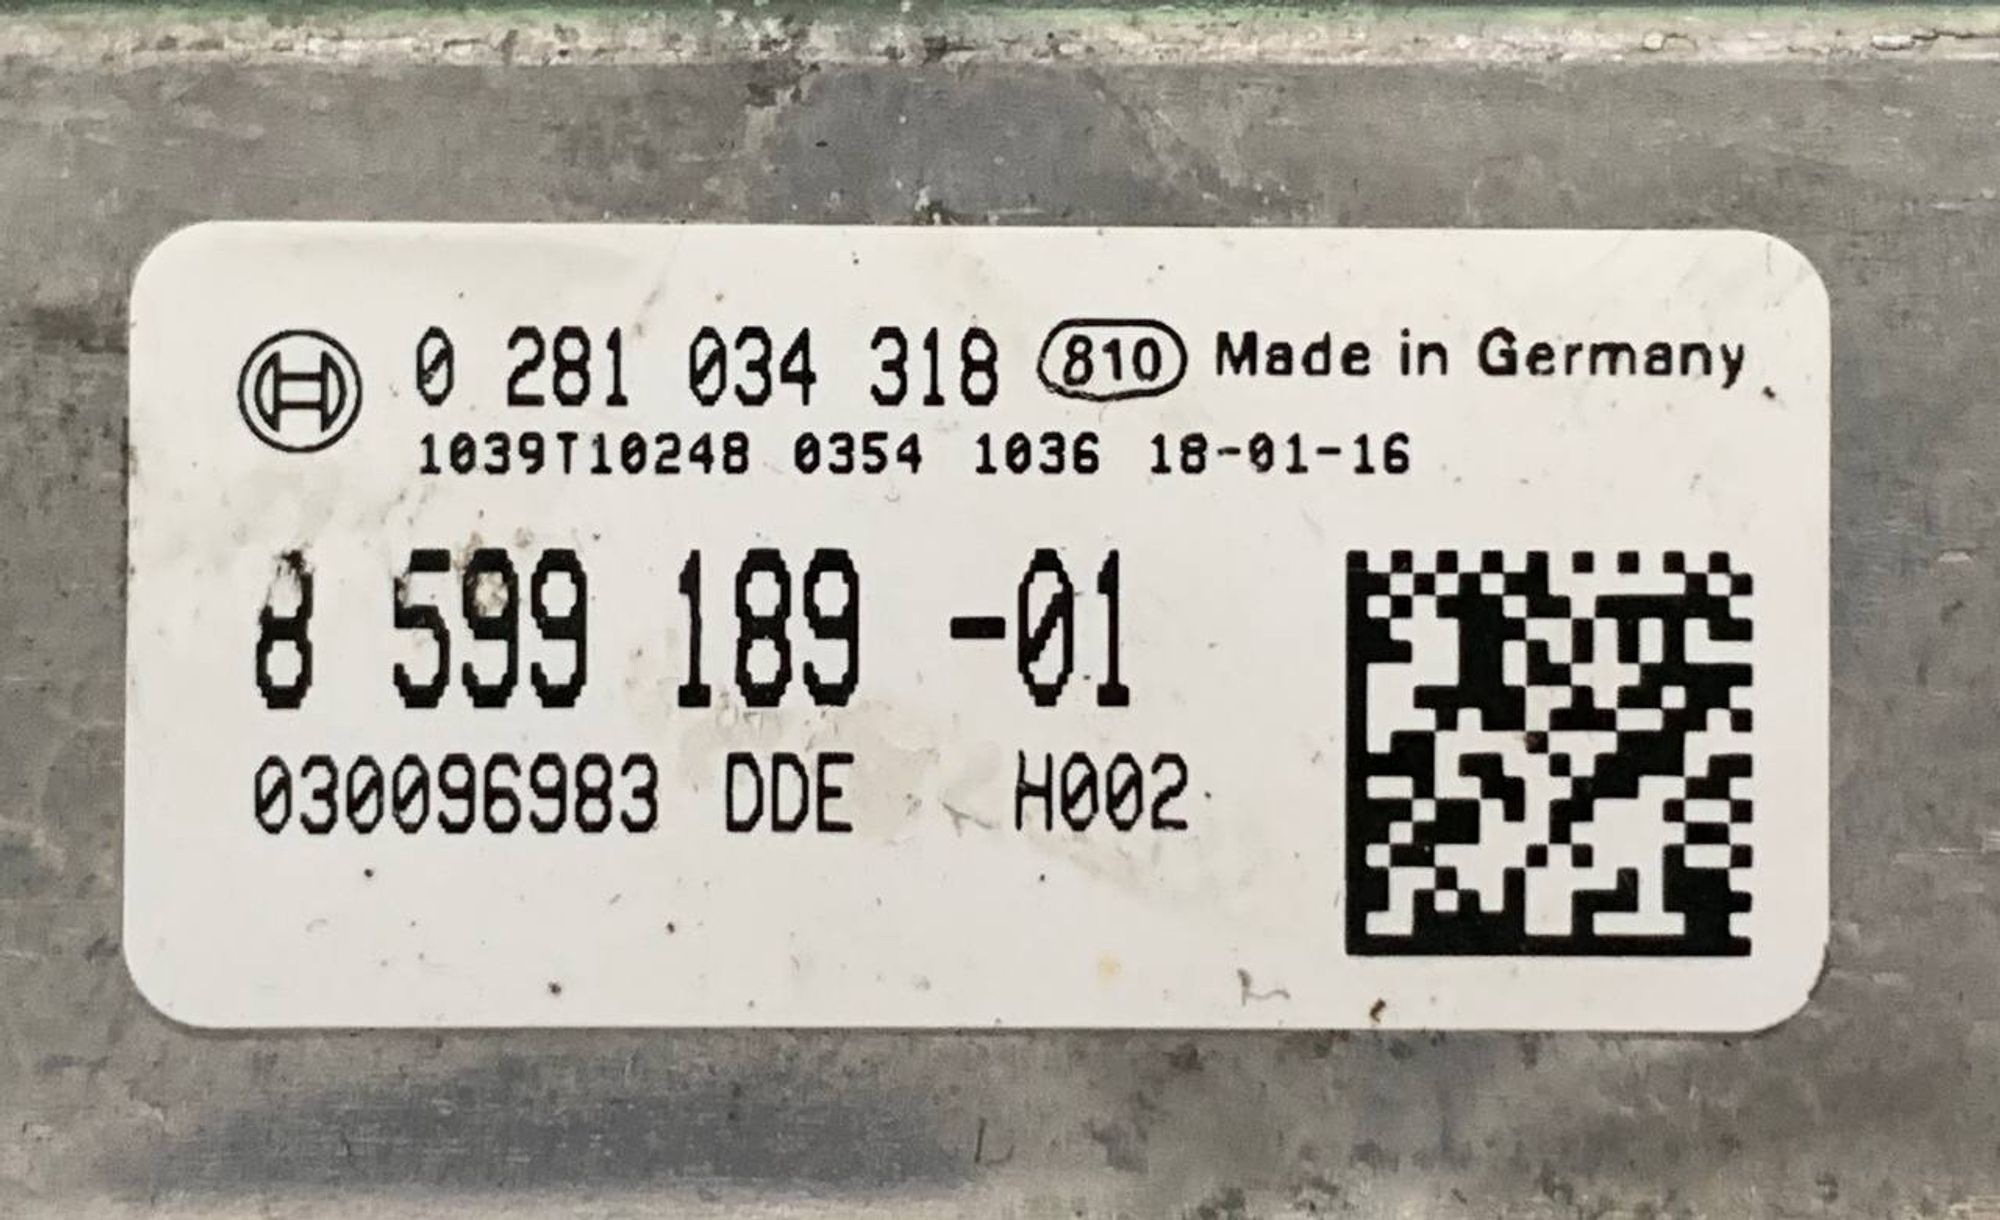 0 281 034 318 810 Made in Germany
1039T10248 0354 1036 18-01-16
8 599 189 -01
030096983 DDE H002